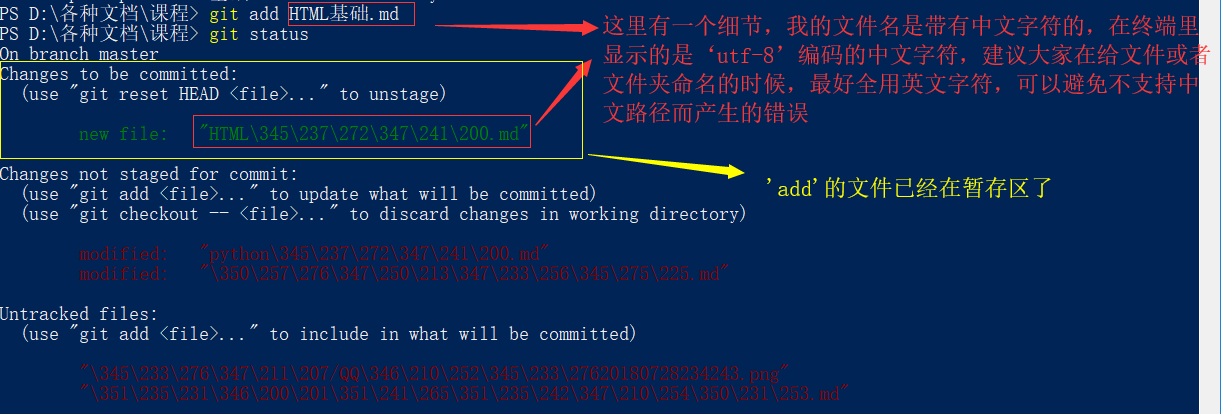 PS D:\各种文档\课程> git add HTML基础.md
PS D:\各种文档\课程> git status
On branch master
Changes to be committed:
(use "git reset HEAD <file>..." to unstage)
new file: "HTML\345\237\272\347\241\200.md"
这里有一个细节，我的文件名是带有中文字符的，在终端里
显示的是‘utf-8’编码的中文字符，建议大家在给文件或者
文件夹命名的时候，最好全用英文字符，可以避免不支持中
文路径而产生的错误
'add'的文件已经在暂存区了
Changes not staged for commit:
(use "git add <file>..." to update what will be committed)
(use "git checkout -- <file>..." to discard changes in working directory)
modified: "python\345\237\272\347\241\200.md"
modified: "\350\257\276\347\250\213\347\233\256\345\275\225.md"
Untracked files:
(use "git add <file>..." to include in what will be committed)
"\345\233\276\347\211\207/QQ\346\210\252\345\233\27620180728234243.png"
"\351\235\231\346\200\201\351\241\265\351\235\242\347\210\254\350\231\253.md"